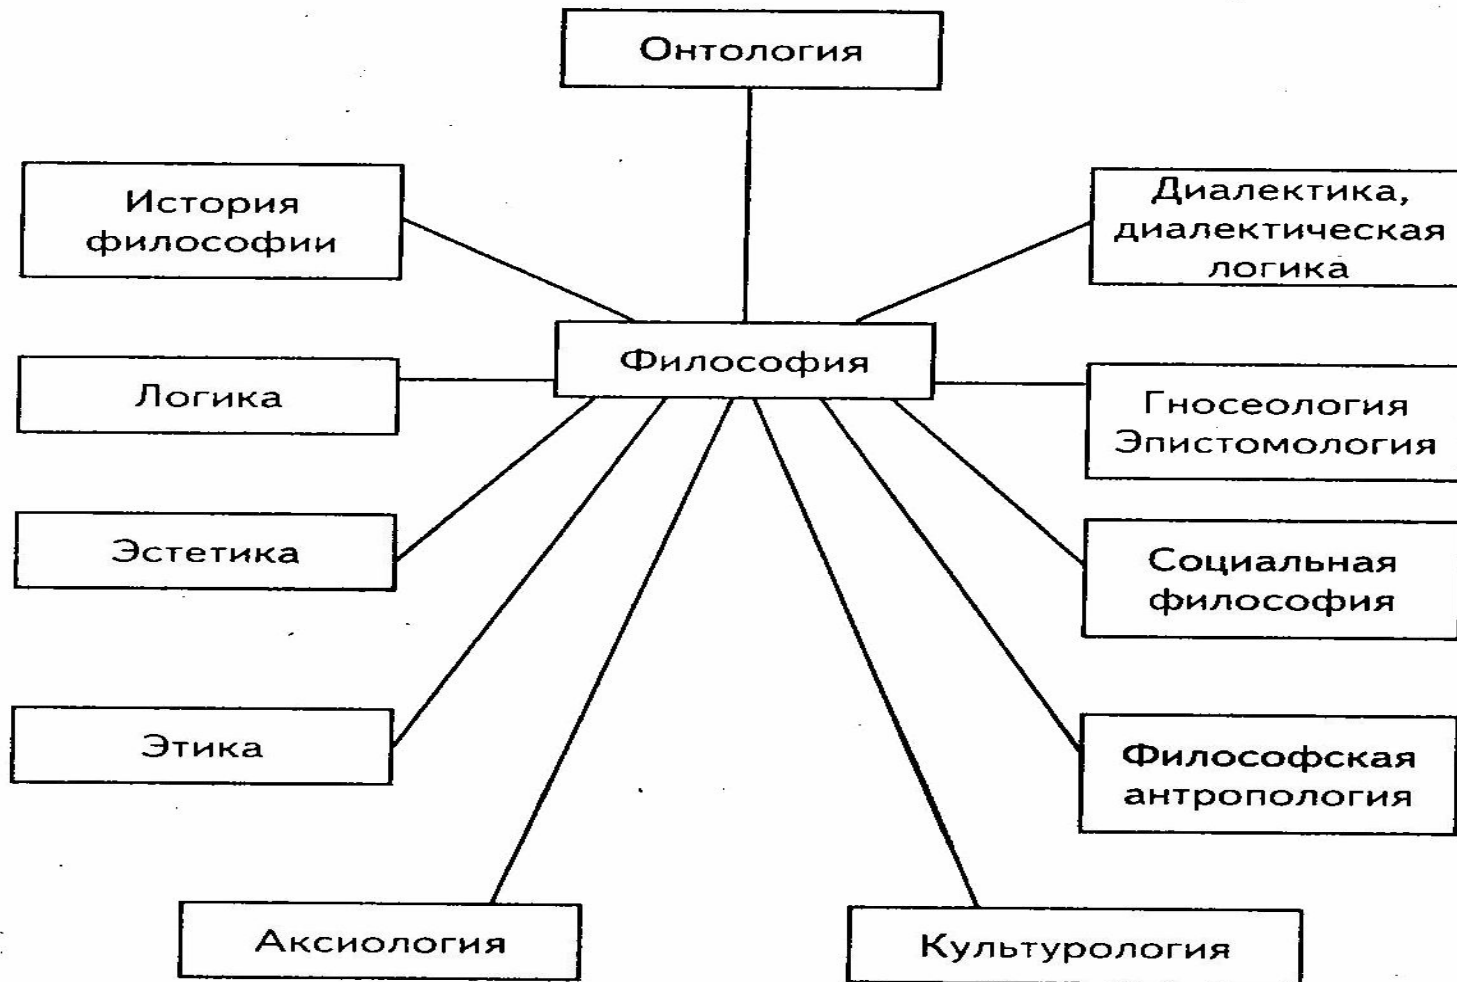 Онтология
История
философии
Диалектика,
диалектическая
логика
Философия
Логика
Гносеология
Эпистомология
Эстетика
Социальная
философия
Этика
Философская
антропология
Аксиология
Культурология